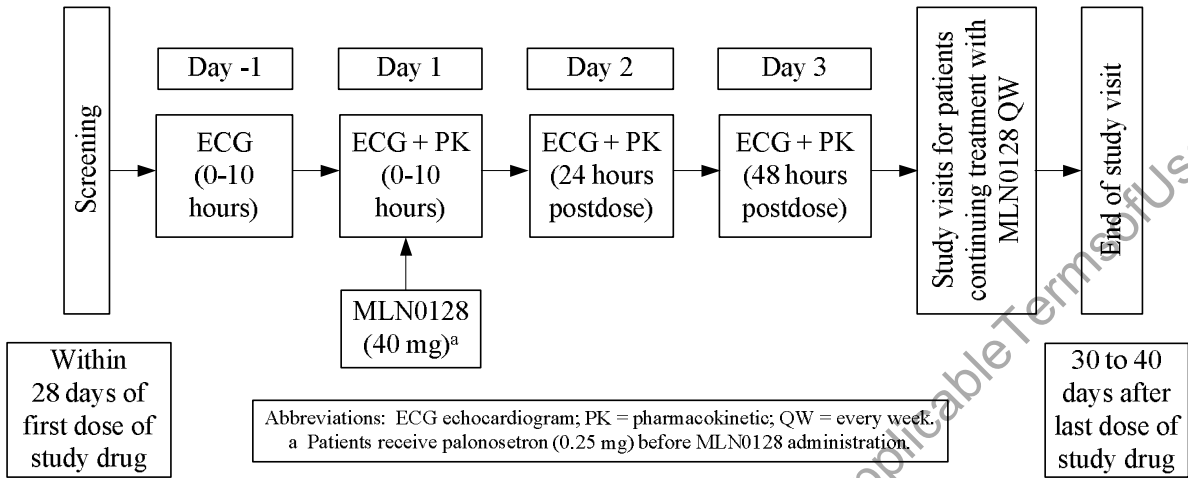 Screening
Day -1
ECG
(0-10
hours)
Day 1
ECG + PK
(0-10
hours)
MLN0128
(40 mg)a
Day 2
ECG + PK
(24 hours
postdose)
Day 3
ECG + PK
(48 hours
postdose)
Study visits for patients
continuing treatment with
MLN0128 QW
End of study visit
Within
28 days of
first dose of
study drug
Abbreviations: ECG echocardiogram; PK = pharmacokinetic; QW = every week.
a Patients receive palonosetron (0.25 mg) before MLN0128 administration.
30 to 40
days after
last dose of
study drug